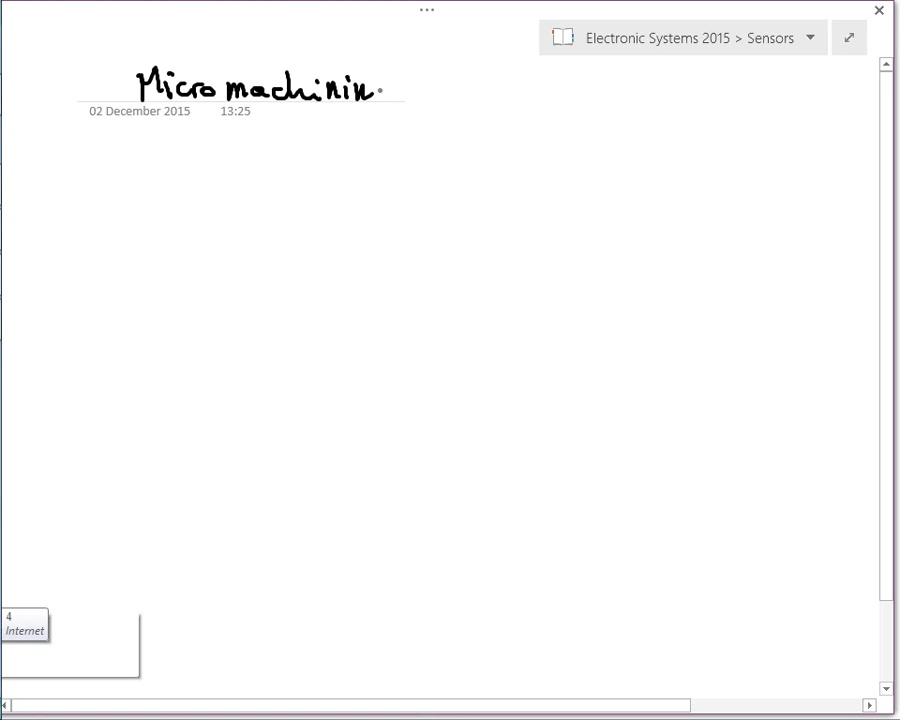 Electronic Systems 2015 > Sensors
Micromachinin
02 December 2015 13:25
4
Internet